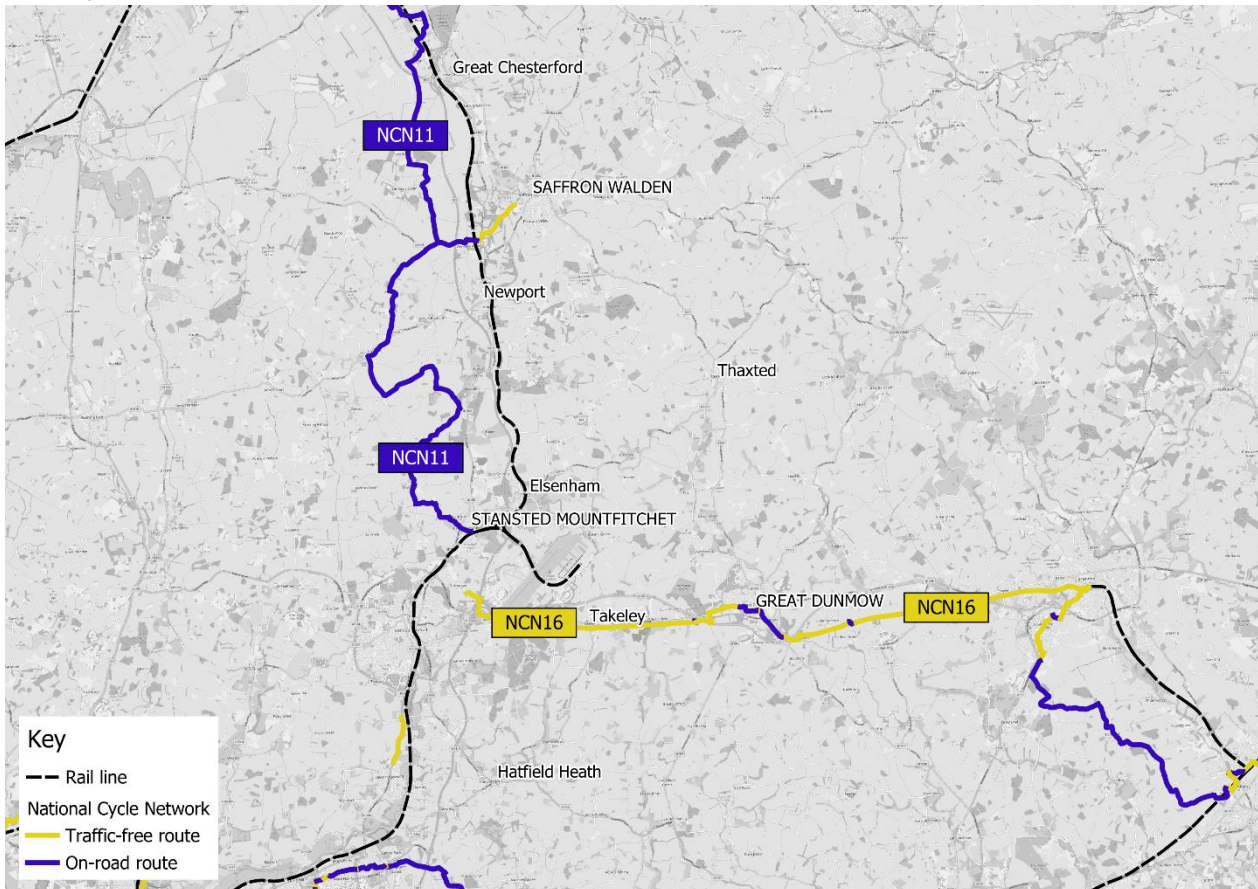 Great Chesterford
NCN11
SAFFRON WALDEN
Newport
Thaxted
NCN11
Elsenham
STANSTED MOUNTFITCHET
GREAT DUNMOW
NCN16
NCN16
Takeley
Hatfield Heath
Key
Rail line
National Cycle Network
Traffic-free route
On-road route